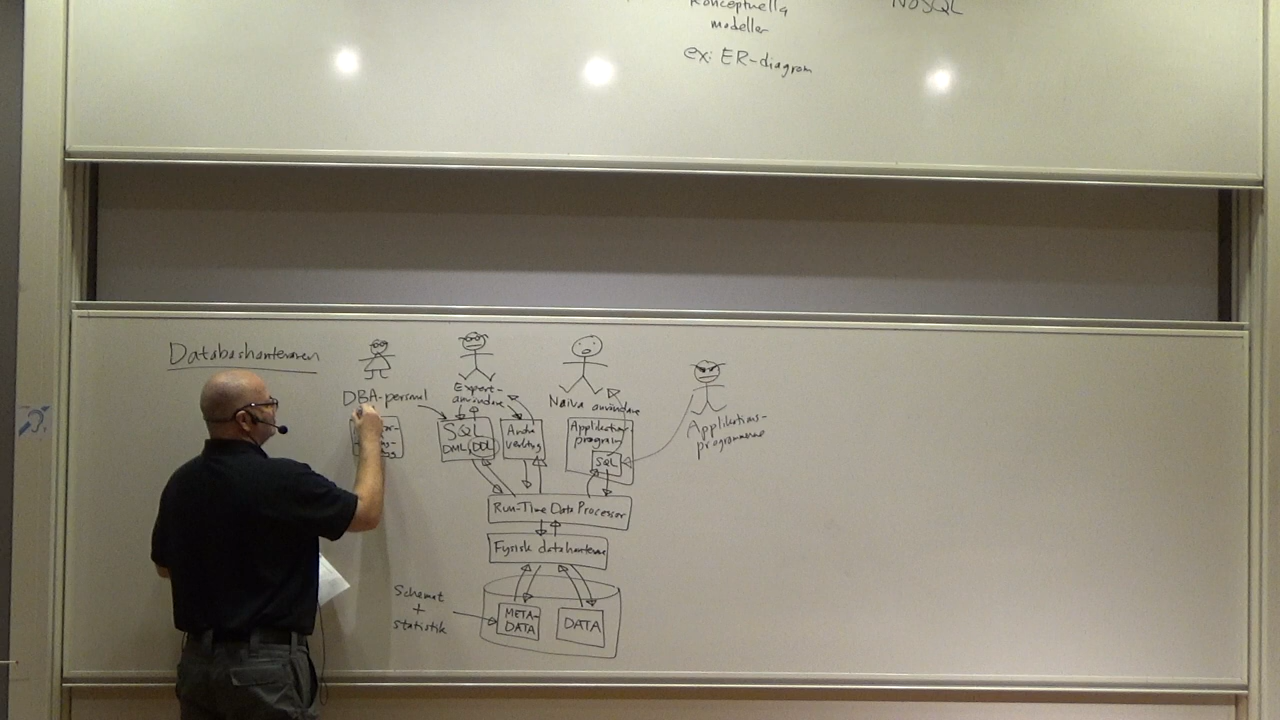 Konceptuella
modeller
ex: ER-diagram
NoSQL
Databashanteraren
DBA-personal
Expert-
användare
Naiva användare
Applikations-
programmerare
SQL
DML, DDL
Andra
verktyg
Applikations
program
SQL
Run-Time Data Processor
Fysisk datahanterare
Schemat
+
statistik
META-
DATA
DATA